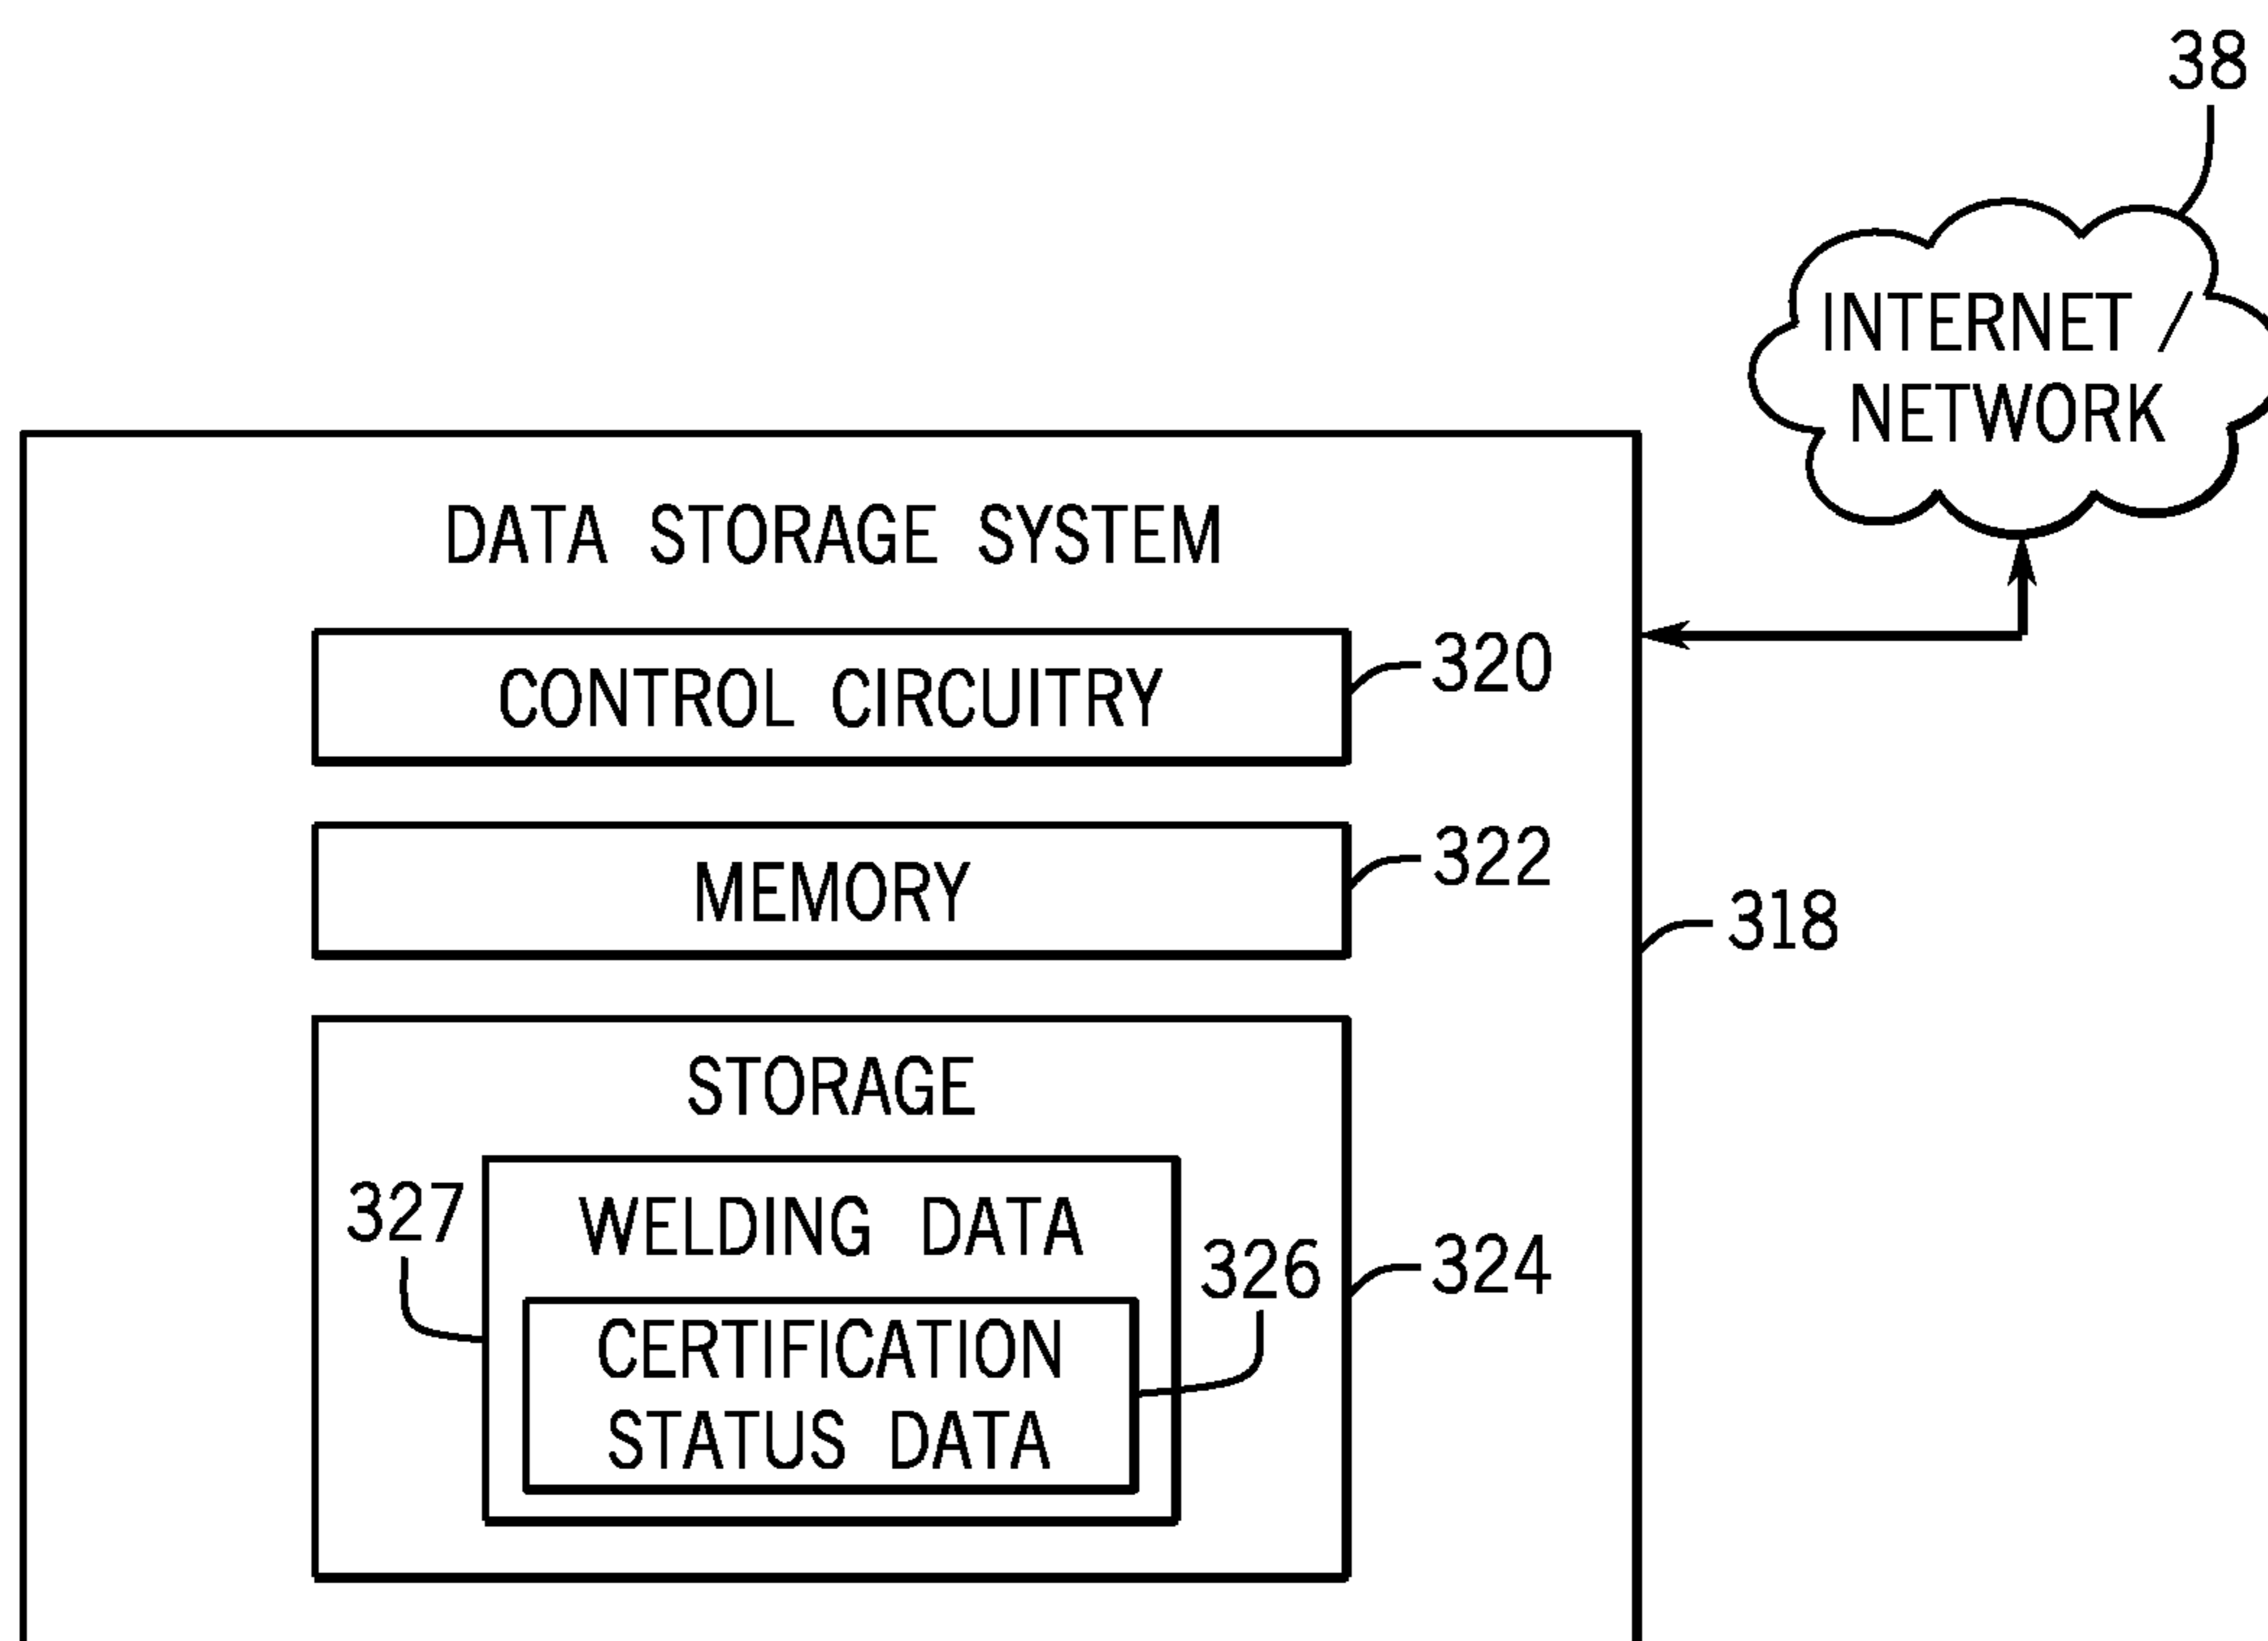 38
INTERNET /
NETWORK
DATA STORAGE SYSTEM
CONTROL CIRCUITRY
320
MEMORY
322
318
STORAGE
327
WELDING DATA
326
324
CERTIFICATION
STATUS DATA